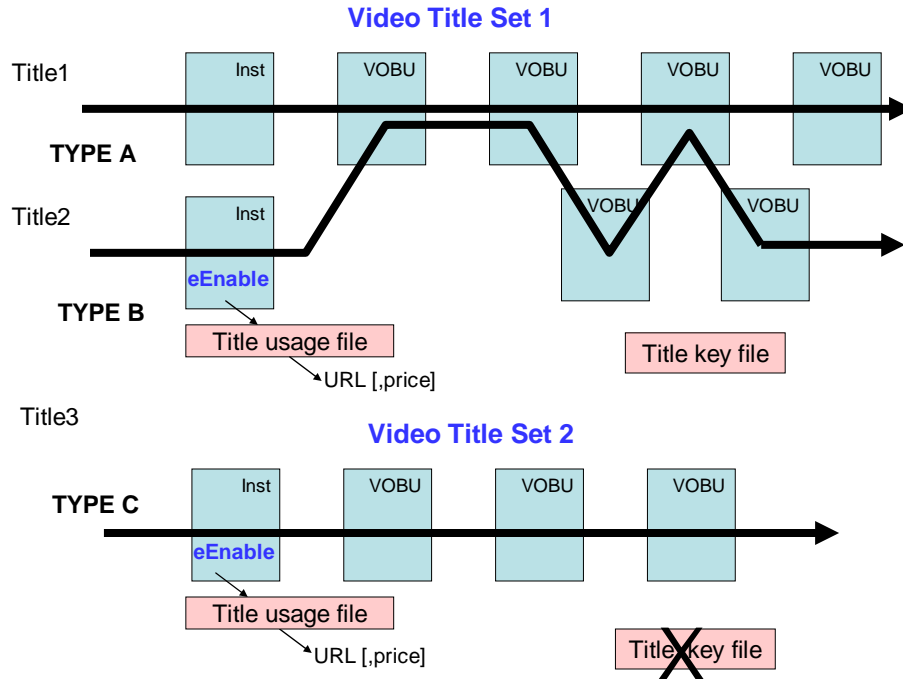 Video Title Set 1
Title1
Inst
VOBU
VOBU
VOBU
VOBU
TYPE A
Title2
Inst
VOBU
VOBU
eEnable
TYPE B
Title usage file
Title key file
URL [,price]
Title3
Video Title Set 2
TYPE C
Inst
VOBU
VOBU
VOBU
eEnable
Title usage file
URL [,price]
Title key file